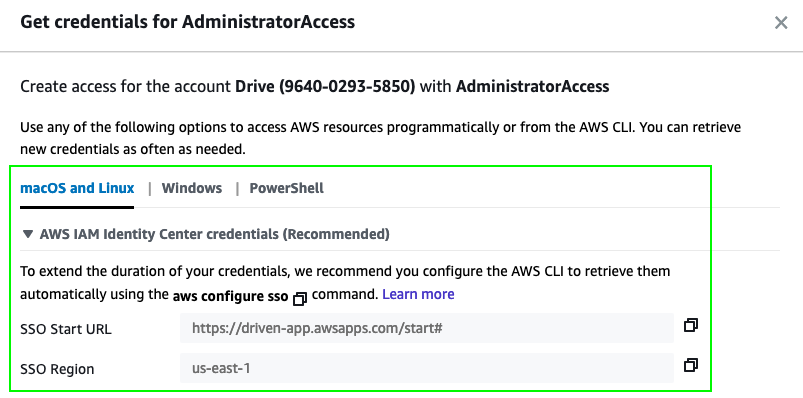 Get credentials for AdministratorAccess
Create access for the account Drive (9640-0293-5850) with AdministratorAccess
Use any of the following options to access AWS resources programmatically or from the AWS CLI. You can retrieve
new credentials as often as needed.
macOS and Linux | Windows | PowerShell
AWS IAM Identity Center credentials (Recommended)
To extend the duration of your credentials, we recommend you configure the AWS CLI to retrieve them
automatically using the aws configure sso command. Learn more
SSO Start URL https://driven-app.awsapps.com/start#
SSO Region us-east-1